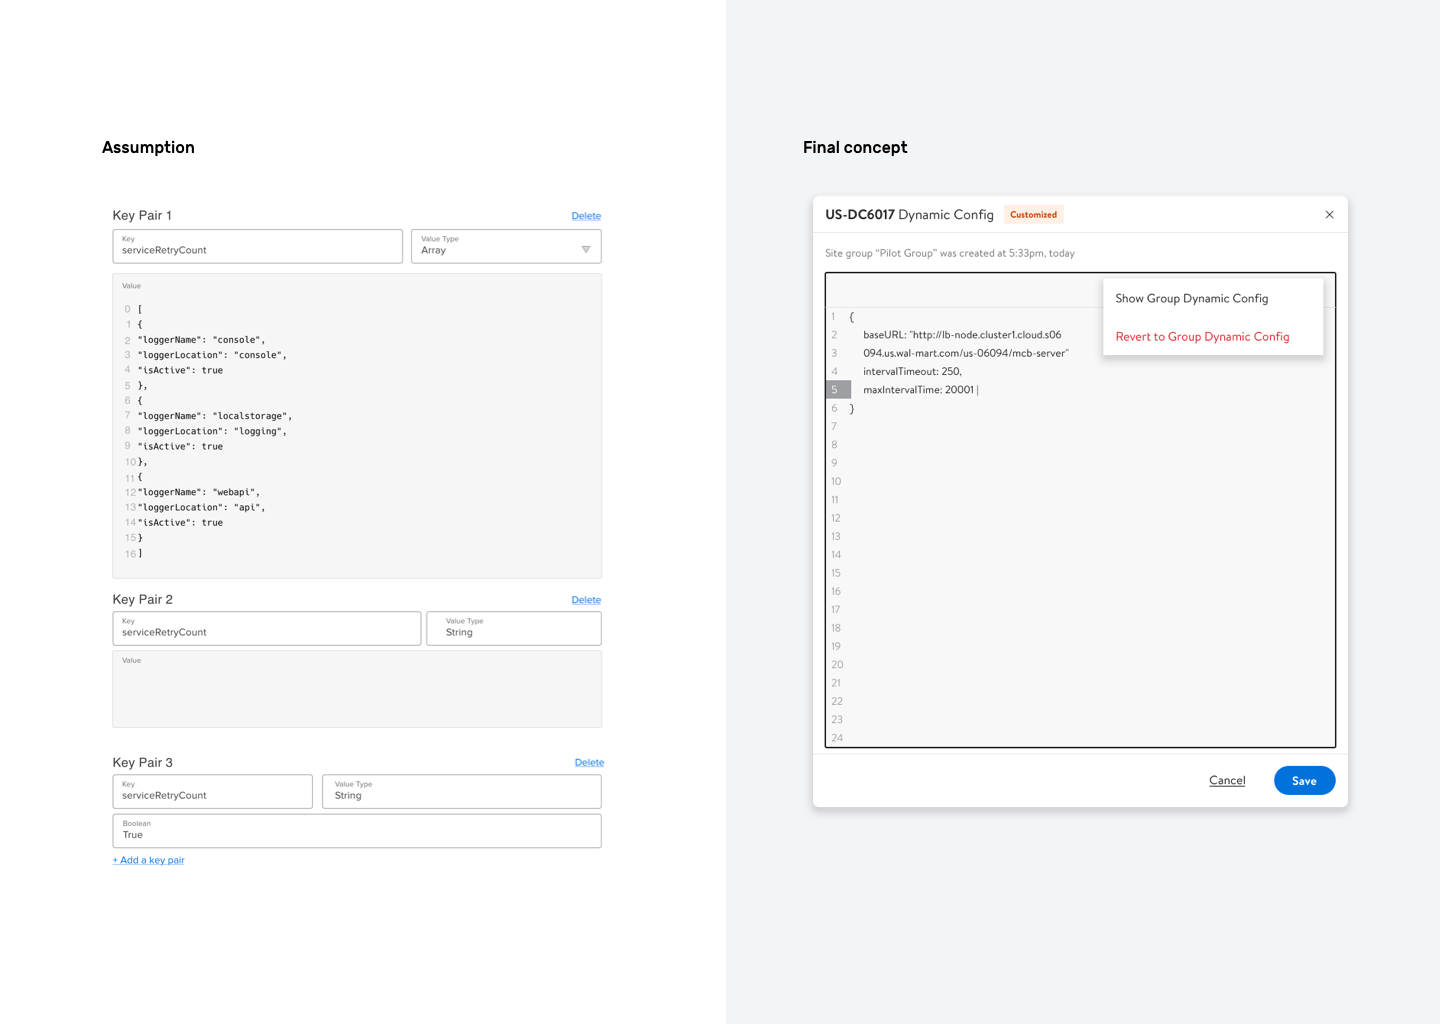 Assumption
Key Pair 1
Delete
Key
serviceRetryCount
Value Type
Array
Value
0 [
1 {
2 "loggerName": "console",
3 "loggerLocation": "console",
4 "isActive": true
5 },
6 {
7 "loggerName": "localstorage",
8 "loggerLocation": "logging",
9 "isActive": true
10 },
11 {
12 "loggerName": "webapi",
13 "loggerLocation": "api",
14 "isActive": true
15 }
16 ]
Key Pair 2
Delete
Key
serviceRetryCount
Value Type
String
Value
Key Pair 3
Delete
Key
serviceRetryCount
Value Type
String
Boolean
True
+ Add a key pair
Final concept
US-DC6017 Dynamic Config
Customized
Site group “Pilot Group” was created at 5:33pm, today
Show Group Dynamic Config
Revert to Group Dynamic Config
1 {
2 baseURL: "http://lb-node.cluster1.cloud.s06
3 094.us.wal-mart.com/us-06094/mcb-server"
4 intervalTimeout: 250,
5 maxIntervalTime: 20001
6 }
7
8
9
10
11
12
13
14
15
16
17
18
19
20
21
22
23
24
Cancel
Save